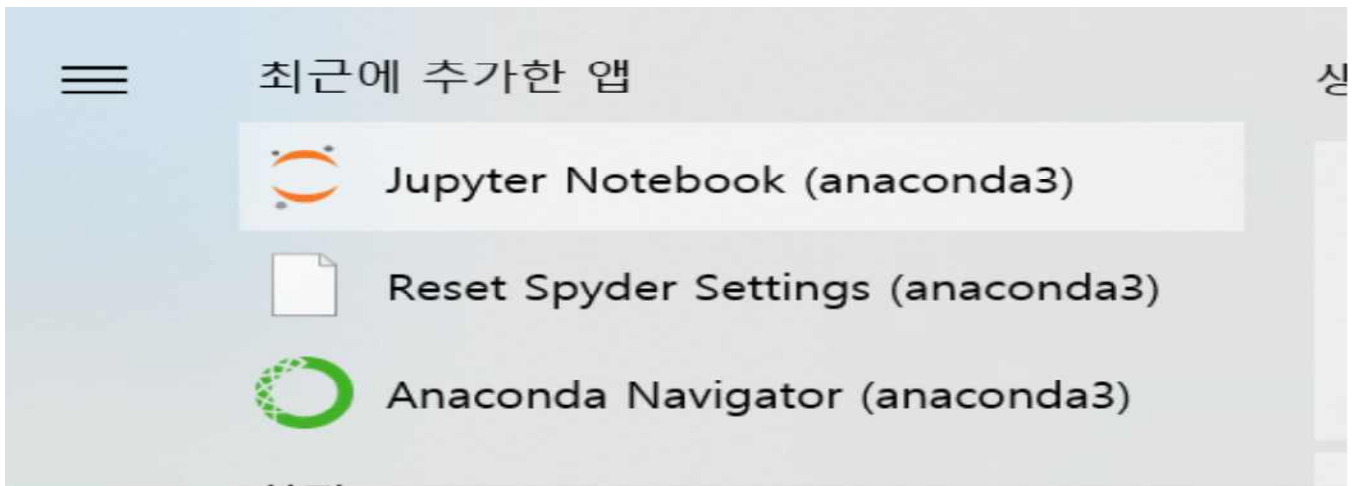 최근에 추가한 앱
Jupyter Notebook (anaconda3)
Reset Spyder Settings (anaconda3)
Anaconda Navigator (anaconda3)